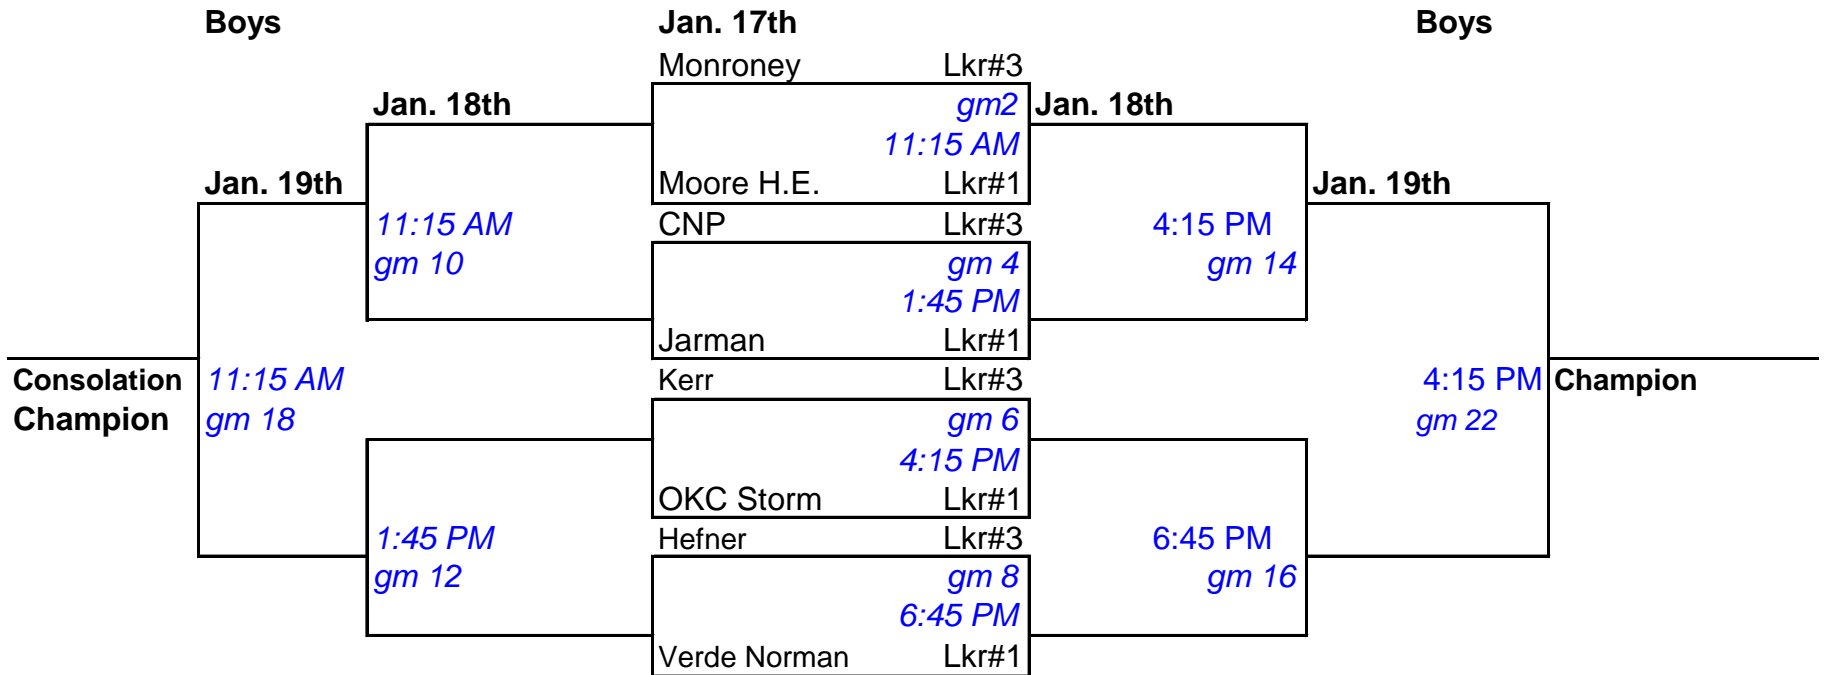 Boys Jan. 17th Boys
Monroney Lkr#3
Jan. 18th gm2 Jan. 18th
11:15 AM
Jan. 19th Moore H.E. Lkr#1 Jan. 19th
11:15 AM CNP Lkr#3 4:15 PM
gm 10 gm 4 gm 14
1:45 PM
Jarman Lkr#1
Consolation 11:15 AM Kerr Lkr#3 4:15 PM Champion
Champion gm 18 gm 6 gm 22
4:15 PM
OKC Storm Lkr#1
1:45 PM Hefner Lkr#3 6:45 PM
gm 12 gm 8 gm 16
6:45 PM
Verde Norman Lkr#1